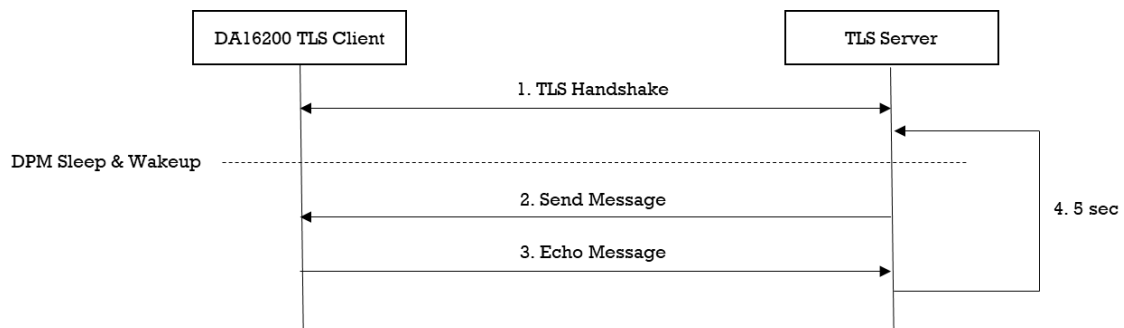 DA16200 TLS Client
TLS Server
1. TLS Handshake
DPM Sleep & Wakeup
2. Send Message
4. 5 sec
3. Echo Message